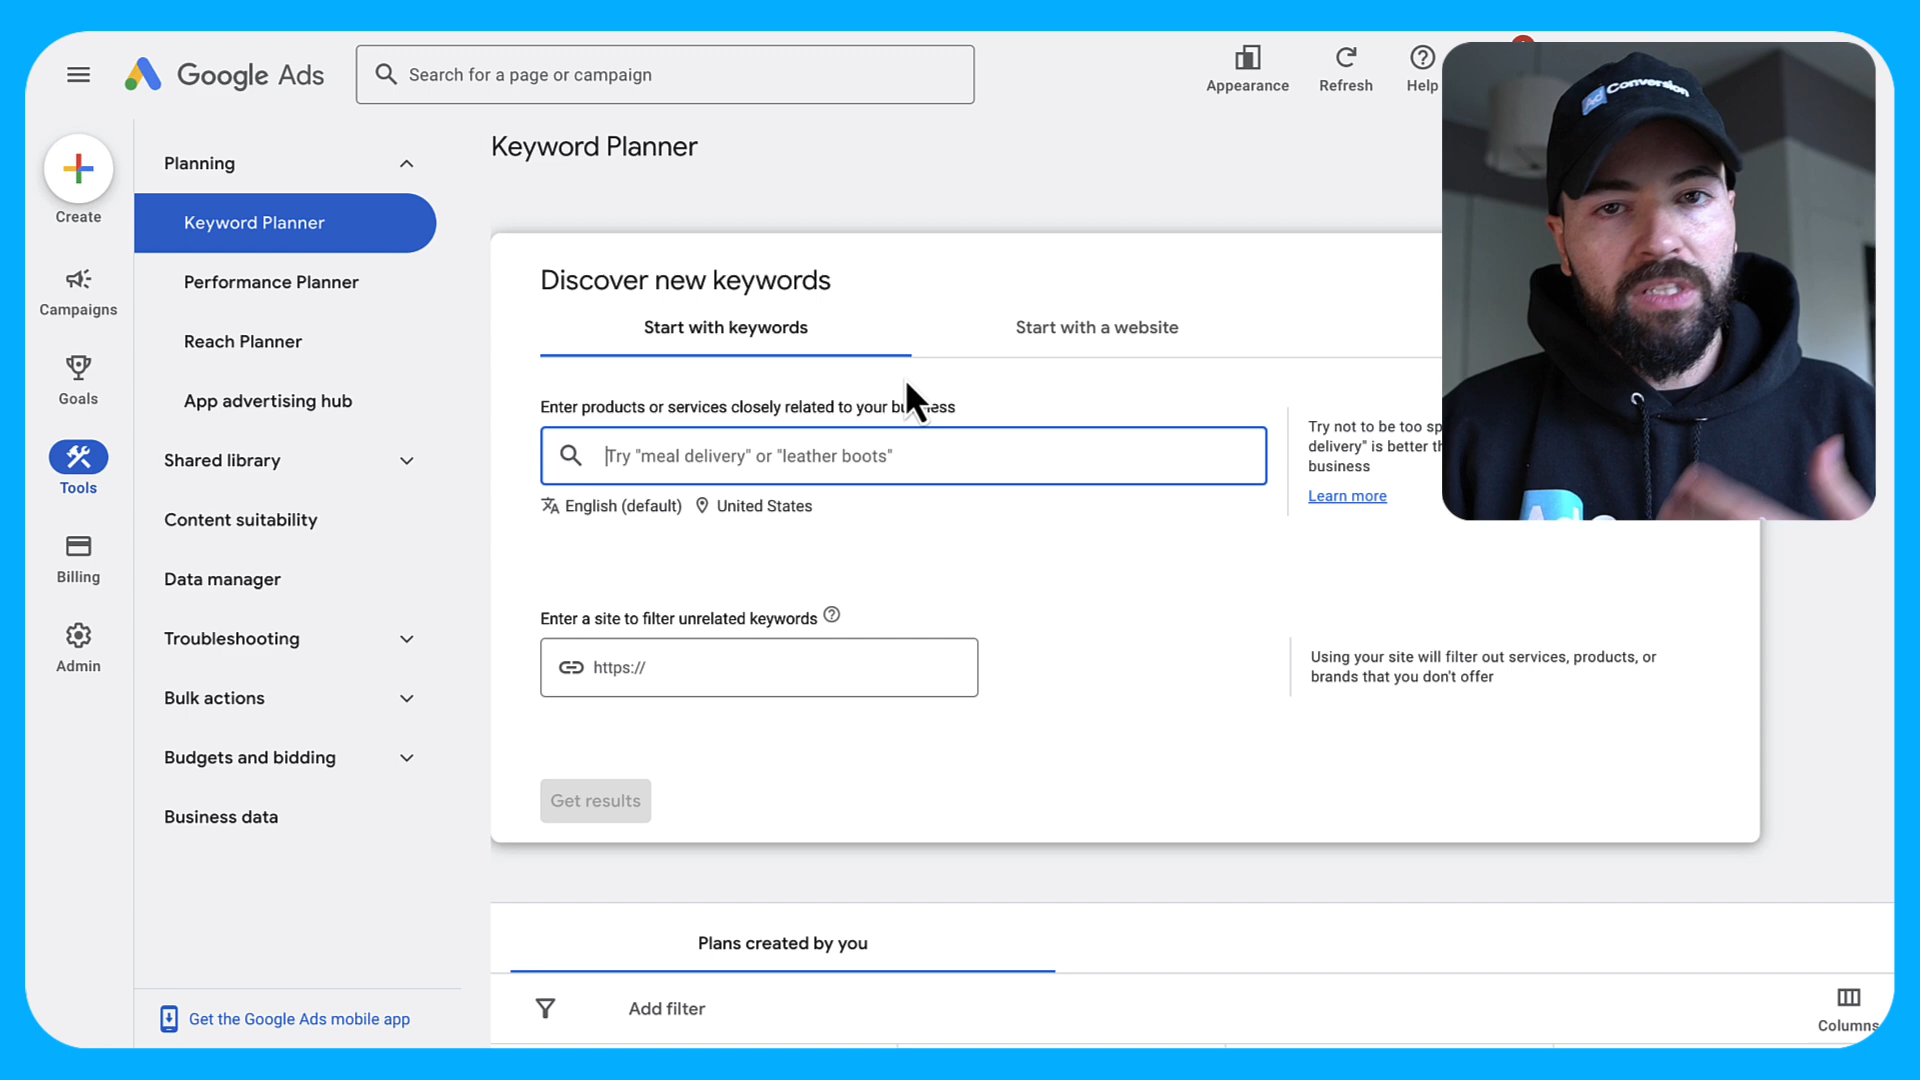 Google Ads
Search for a page or campaign
Appearance
Refresh
Help
Ad Conversion
Create
Campaigns
Goals
Tools
Billing
Admin
Planning
Keyword Planner
Performance Planner
Reach Planner
App advertising hub
Shared library
Content suitability
Data manager
Troubleshooting
Bulk actions
Budgets and bidding
Business data
Get the Google Ads mobile app
Keyword Planner
Discover new keywords
Start with keywords
Start with a website
Enter products or services closely related to your business
Try "meal delivery" or "leather boots"
English (default)
United States
Try not to be too sp
delivery" is better th
business
Learn more
Enter a site to filter unrelated keywords
https://
Using your site will filter out services, products, or
brands that you don't offer
Get results
Plans created by you
Add filter
Columns